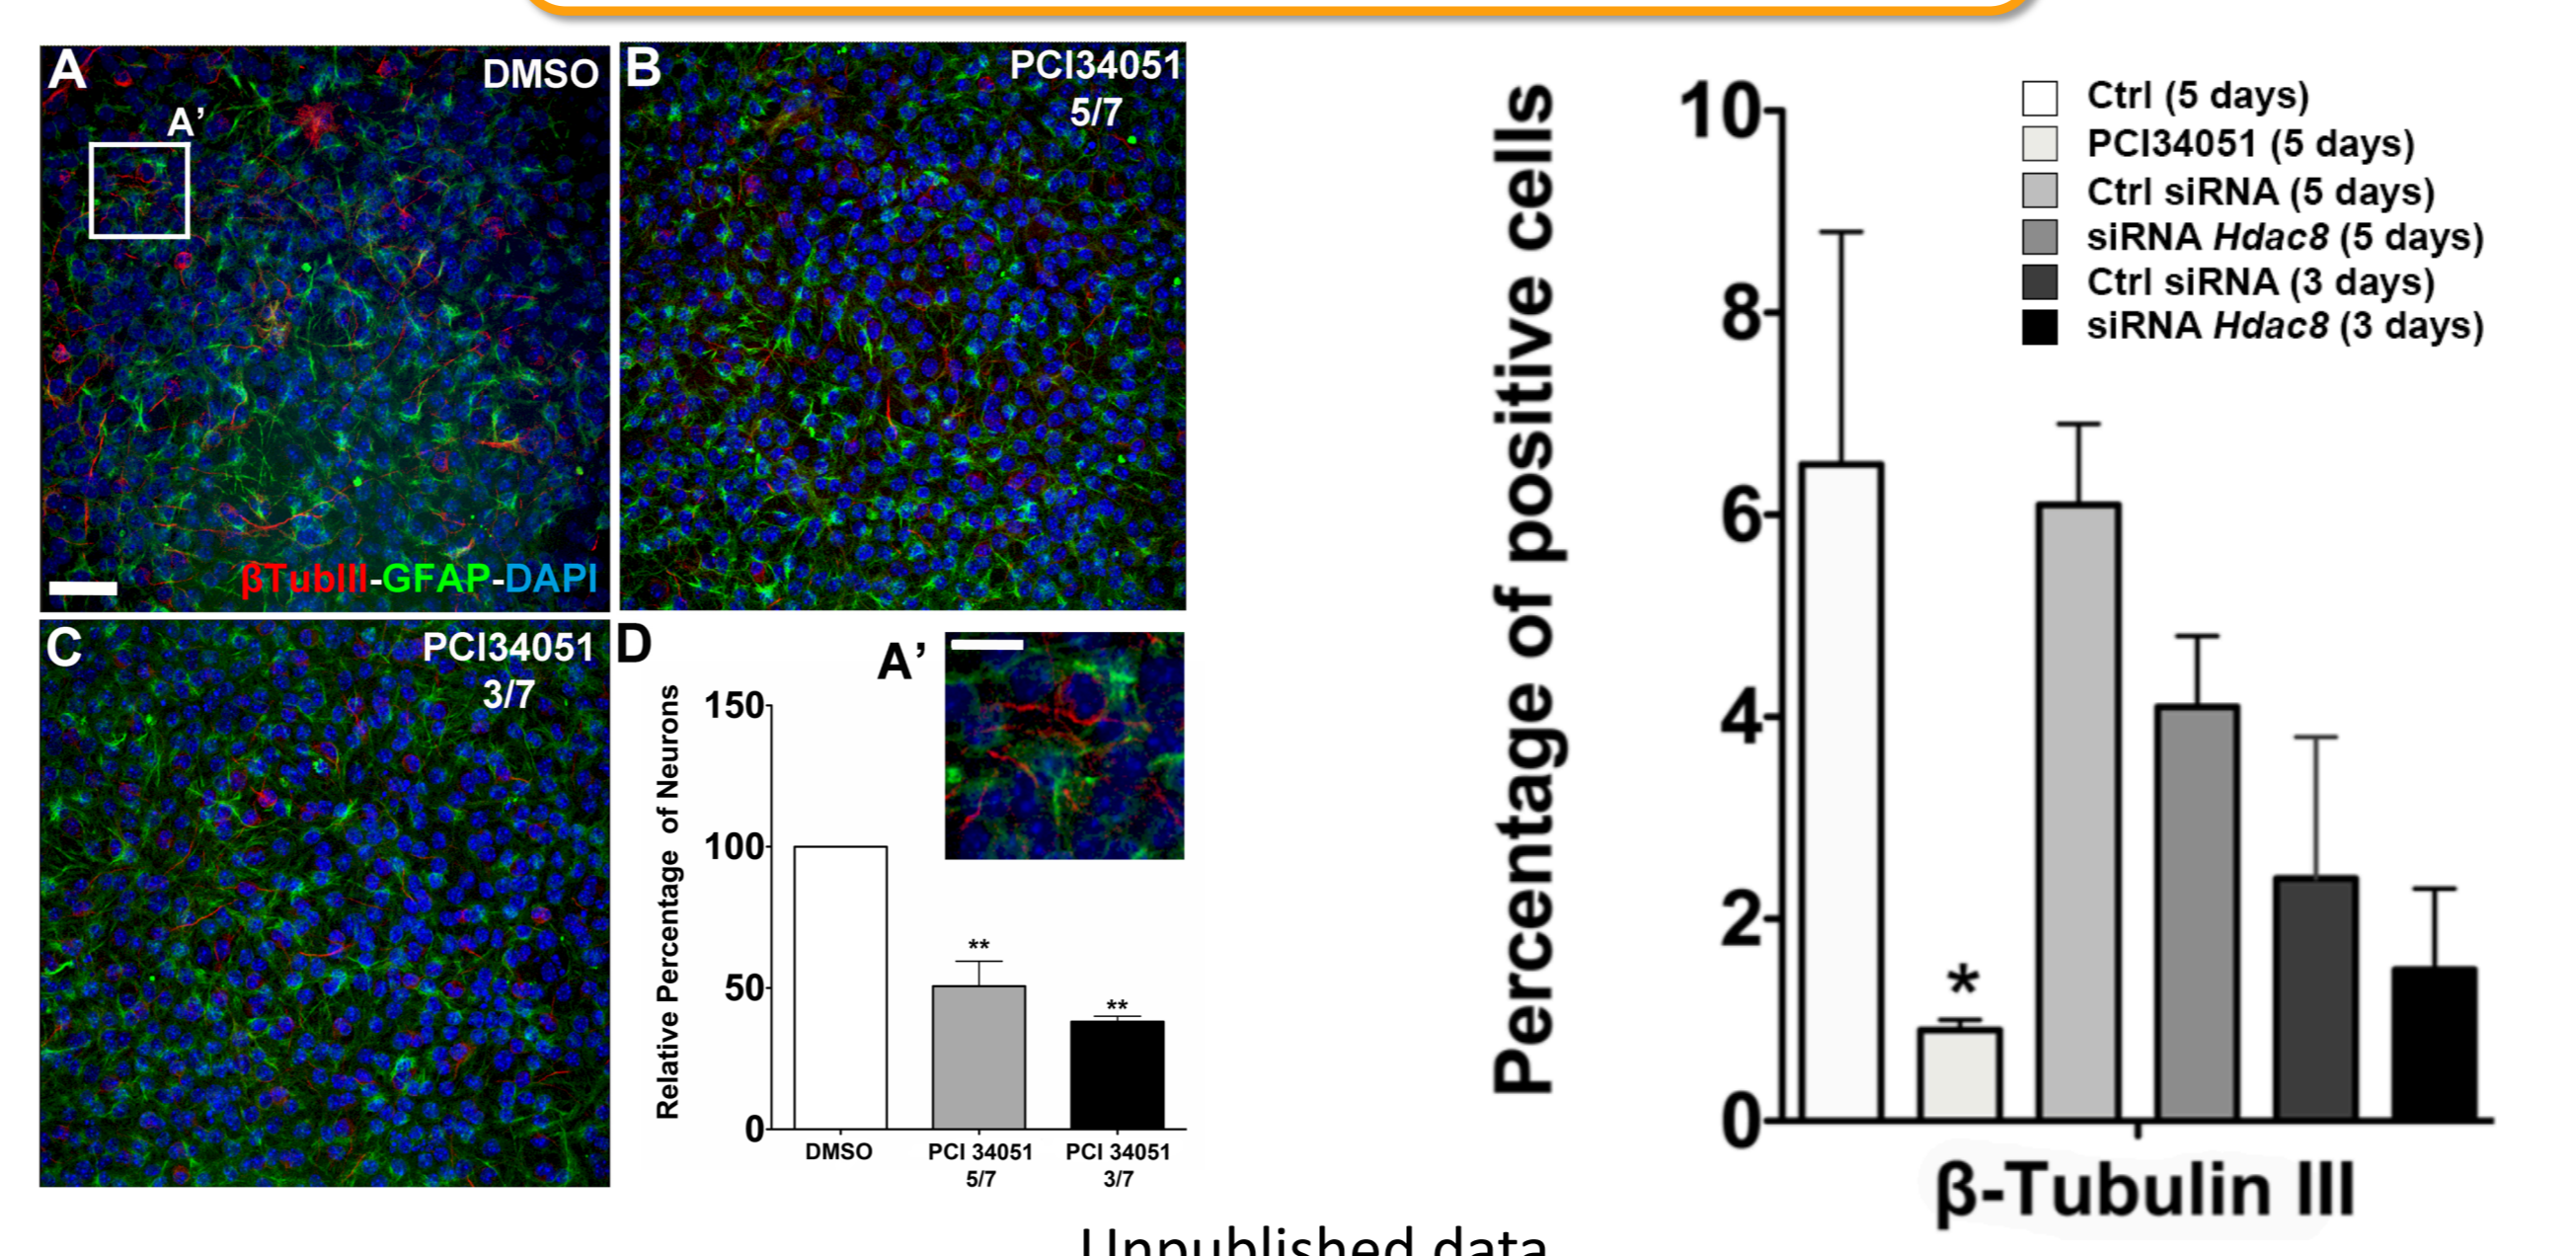 A
DMSO
A’
βTubIII-GFAP-DAPI
B
PCI34051
5/7
C
PCI34051
3/7
D
A’
Relative Percentage of Neurons
150
100
50
0
**
**
DMSO
PCI 34051
5/7
PCI 34051
3/7
Percentage of positive cells
10
8
6
4
2
0
*
Ctrl (5 days)
PCI34051 (5 days)
Ctrl siRNA (5 days)
siRNA Hdac8 (5 days)
Ctrl siRNA (3 days)
siRNA Hdac8 (3 days)
β-Tubulin III
Unpublished data